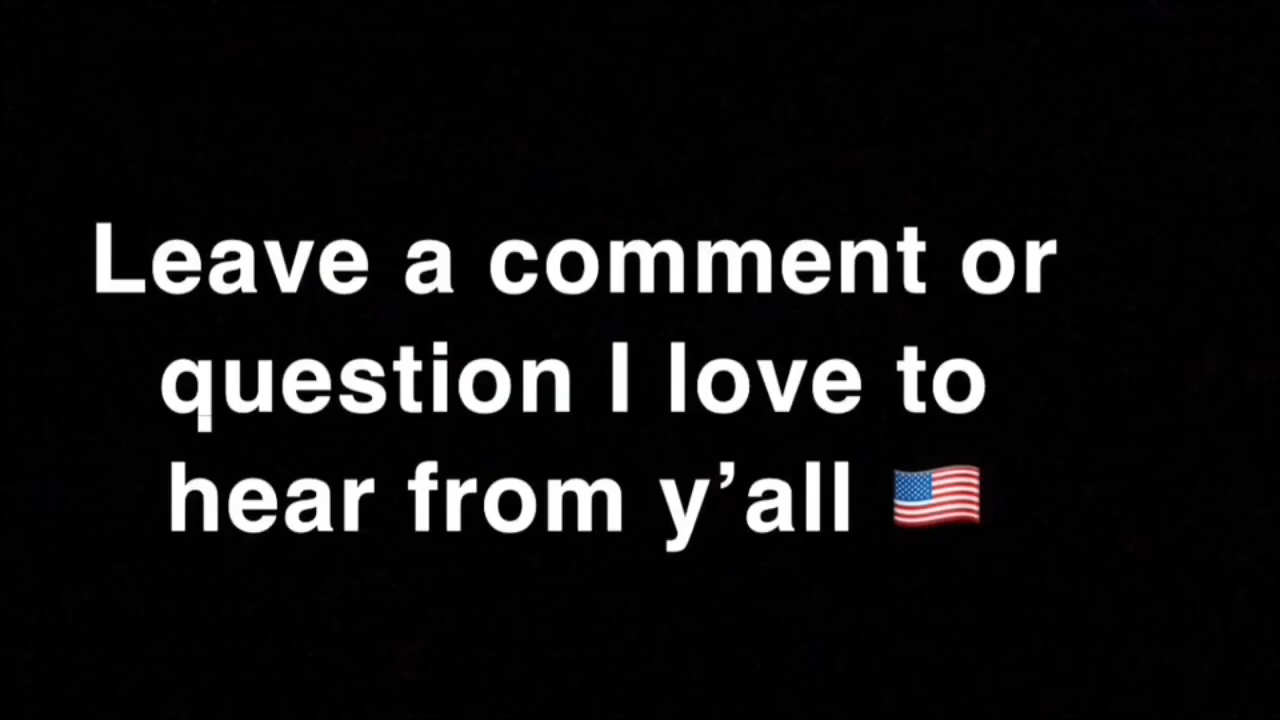 Leave a comment or
question I love to
hear from y’all 🇺🇸